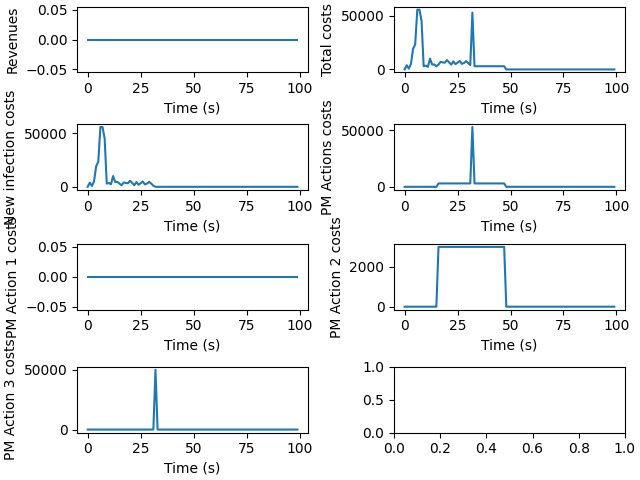 Revenues
0.05
0.00
−0.05
0 25 50 75 100
Time (s)
Total costs
50000
0
0 25 50 75 100
Time (s)
New infection costs
50000
0
0 25 50 75 100
Time (s)
PM Actions costs
50000
0
0 25 50 75 100
Time (s)
PM Action 1 costs
0.05
0.00
−0.05
0 25 50 75 100
Time (s)
PM Action 2 costs
2000
0
0 25 50 75 100
Time (s)
PM Action 3 costs
50000
0
0 25 50 75 100
Time (s)
1.0
0.5
0.0
0.0 0.2 0.4 0.6 0.8 1.0